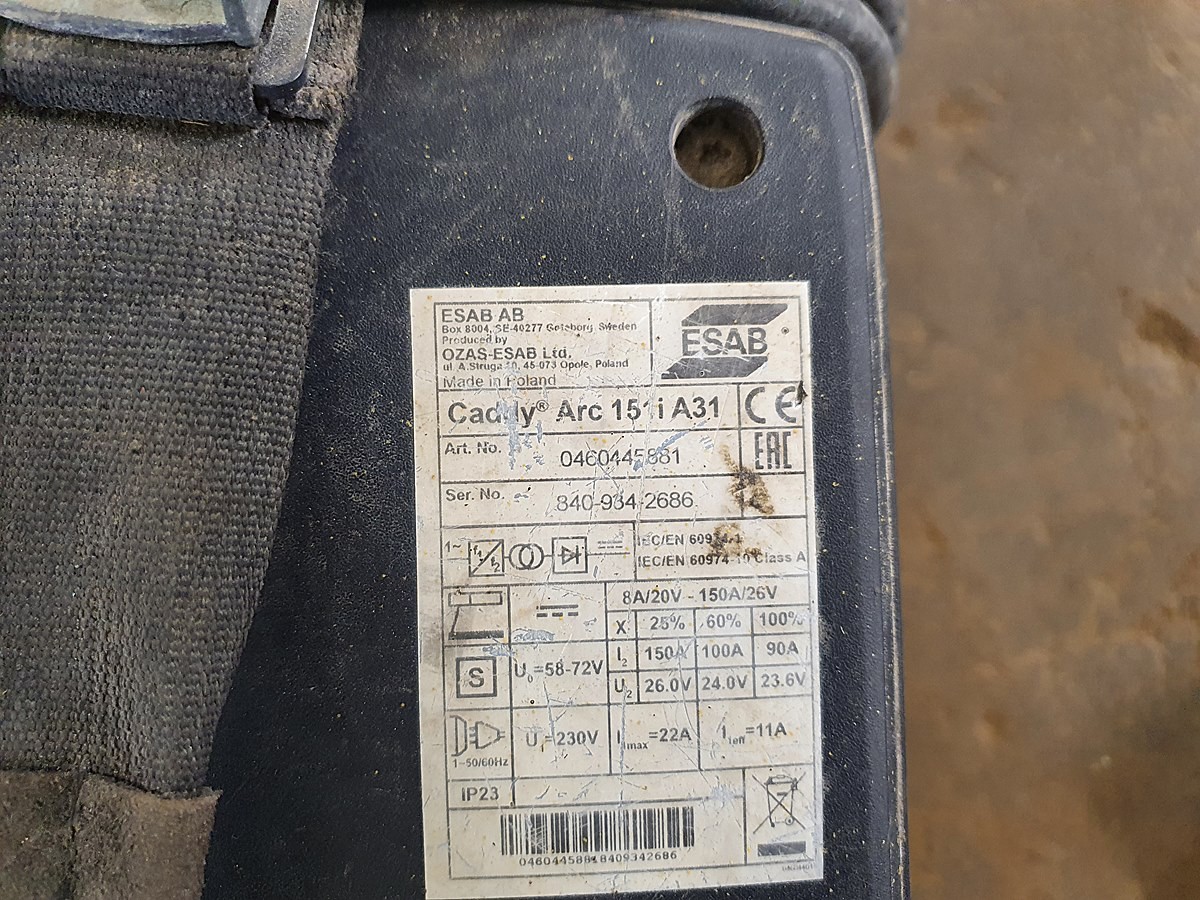 ESAB AB
Box 8004, SE-40277 Goteborg Sweden
Produced by
OZAS-ESAB Ltd.
ul. A.Struga 10, 45-073 Opole, Poland
Made in Poland
ESAB
Caddy® Arc 151i A31
CE
Art. No.
0460445881
EAC
Ser. No.
840-934-2686
1~
f1
f2
IEC/EN 60974-1
IEC/EN 60974-10 Class A
8A/20V - 150A/26V
X 25% 60% 100%
I2 150A 100A 90A
S
U0=58-72V
U2 26.0V 24.0V 23.6V
U1=230V
I1max=22A
I1eff=11A
1~50/60Hz
IP23
04604458818409342686